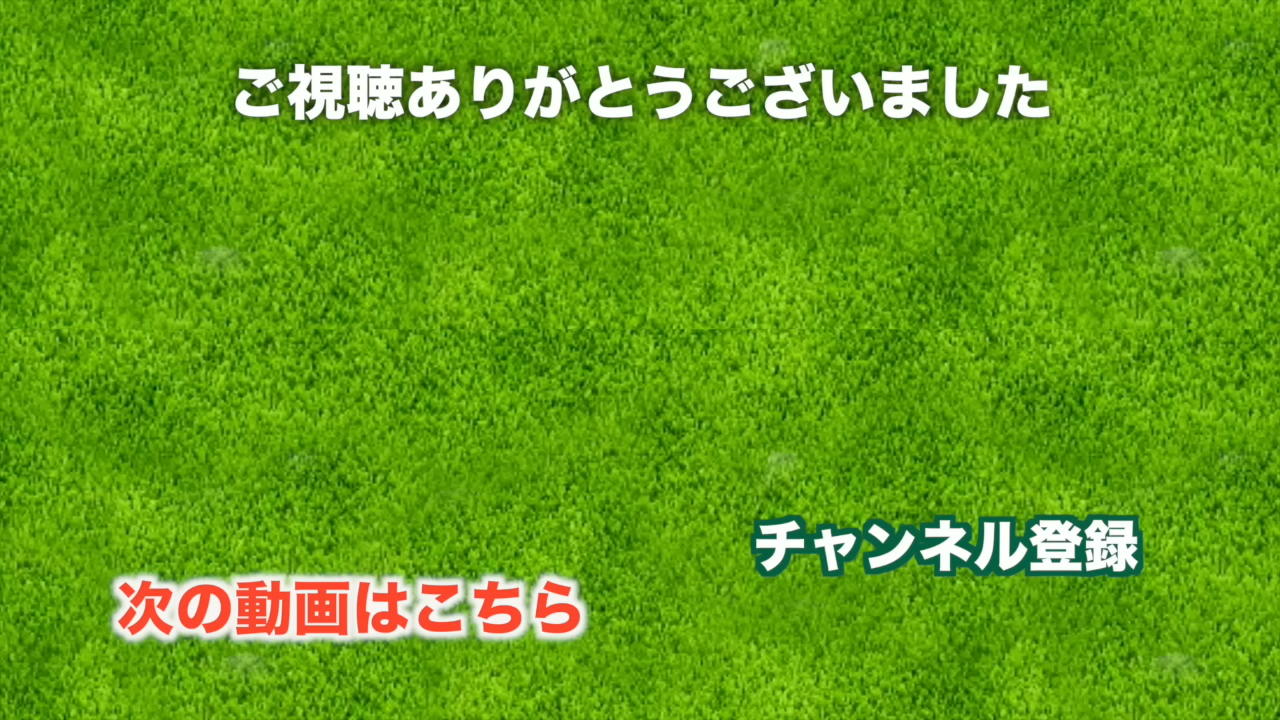 ご視聴ありがとうございました
チャンネル登録
次の動画はこちら